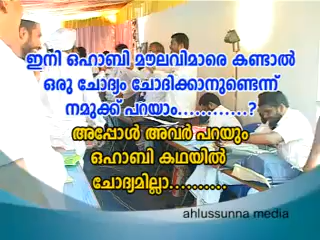 ഇനി ഒഹാബി മൗലവിമാരെ കണ്ടാൽ
ഒരു ചോദ്യം ചോദിക്കാനുണ്ടെന്ന്
നമുക്ക് പറയാം............?
അപ്പോൾ അവർ പറയും
ഒഹാബി കഥയിൽ
ചോദ്യമില്ലാ..........
ahlussunna media